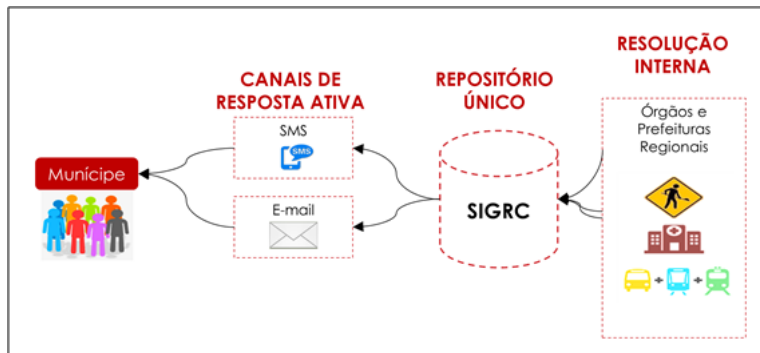 CANAIS DE
RESPOSTA ATIVA
REPOSITÓRIO
ÚNICO
RESOLUÇÃO
INTERNA
Munícipe
SMS
SMS
E-mail
SIGRC
Órgãos e
Prefeituras
Regionais